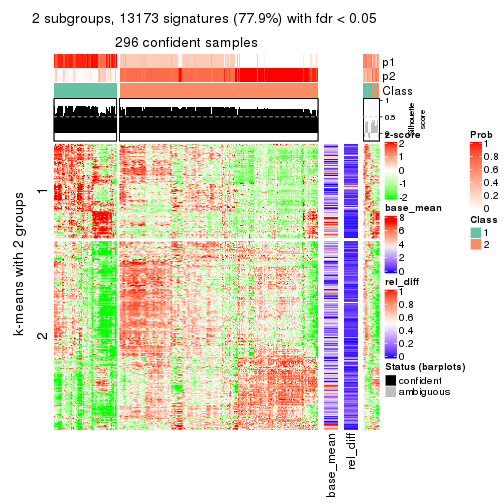 2 subgroups, 13173 signatures (77.9%) with fdr < 0.05
296 confident samples
p1
p2
Class
1
0.5
0
Silhouette
score
k-means with 2 groups
1
2
base_mean
rel_diff
z-score
2
1
0
-1
-2
base_mean
8
6
4
2
0
rel_diff
1
0.8
0.6
0.4
0.2
0
Status (barplots)
confident
ambiguous
Prob
1
0.8
0.6
0.4
0.2
0
Class
1
2